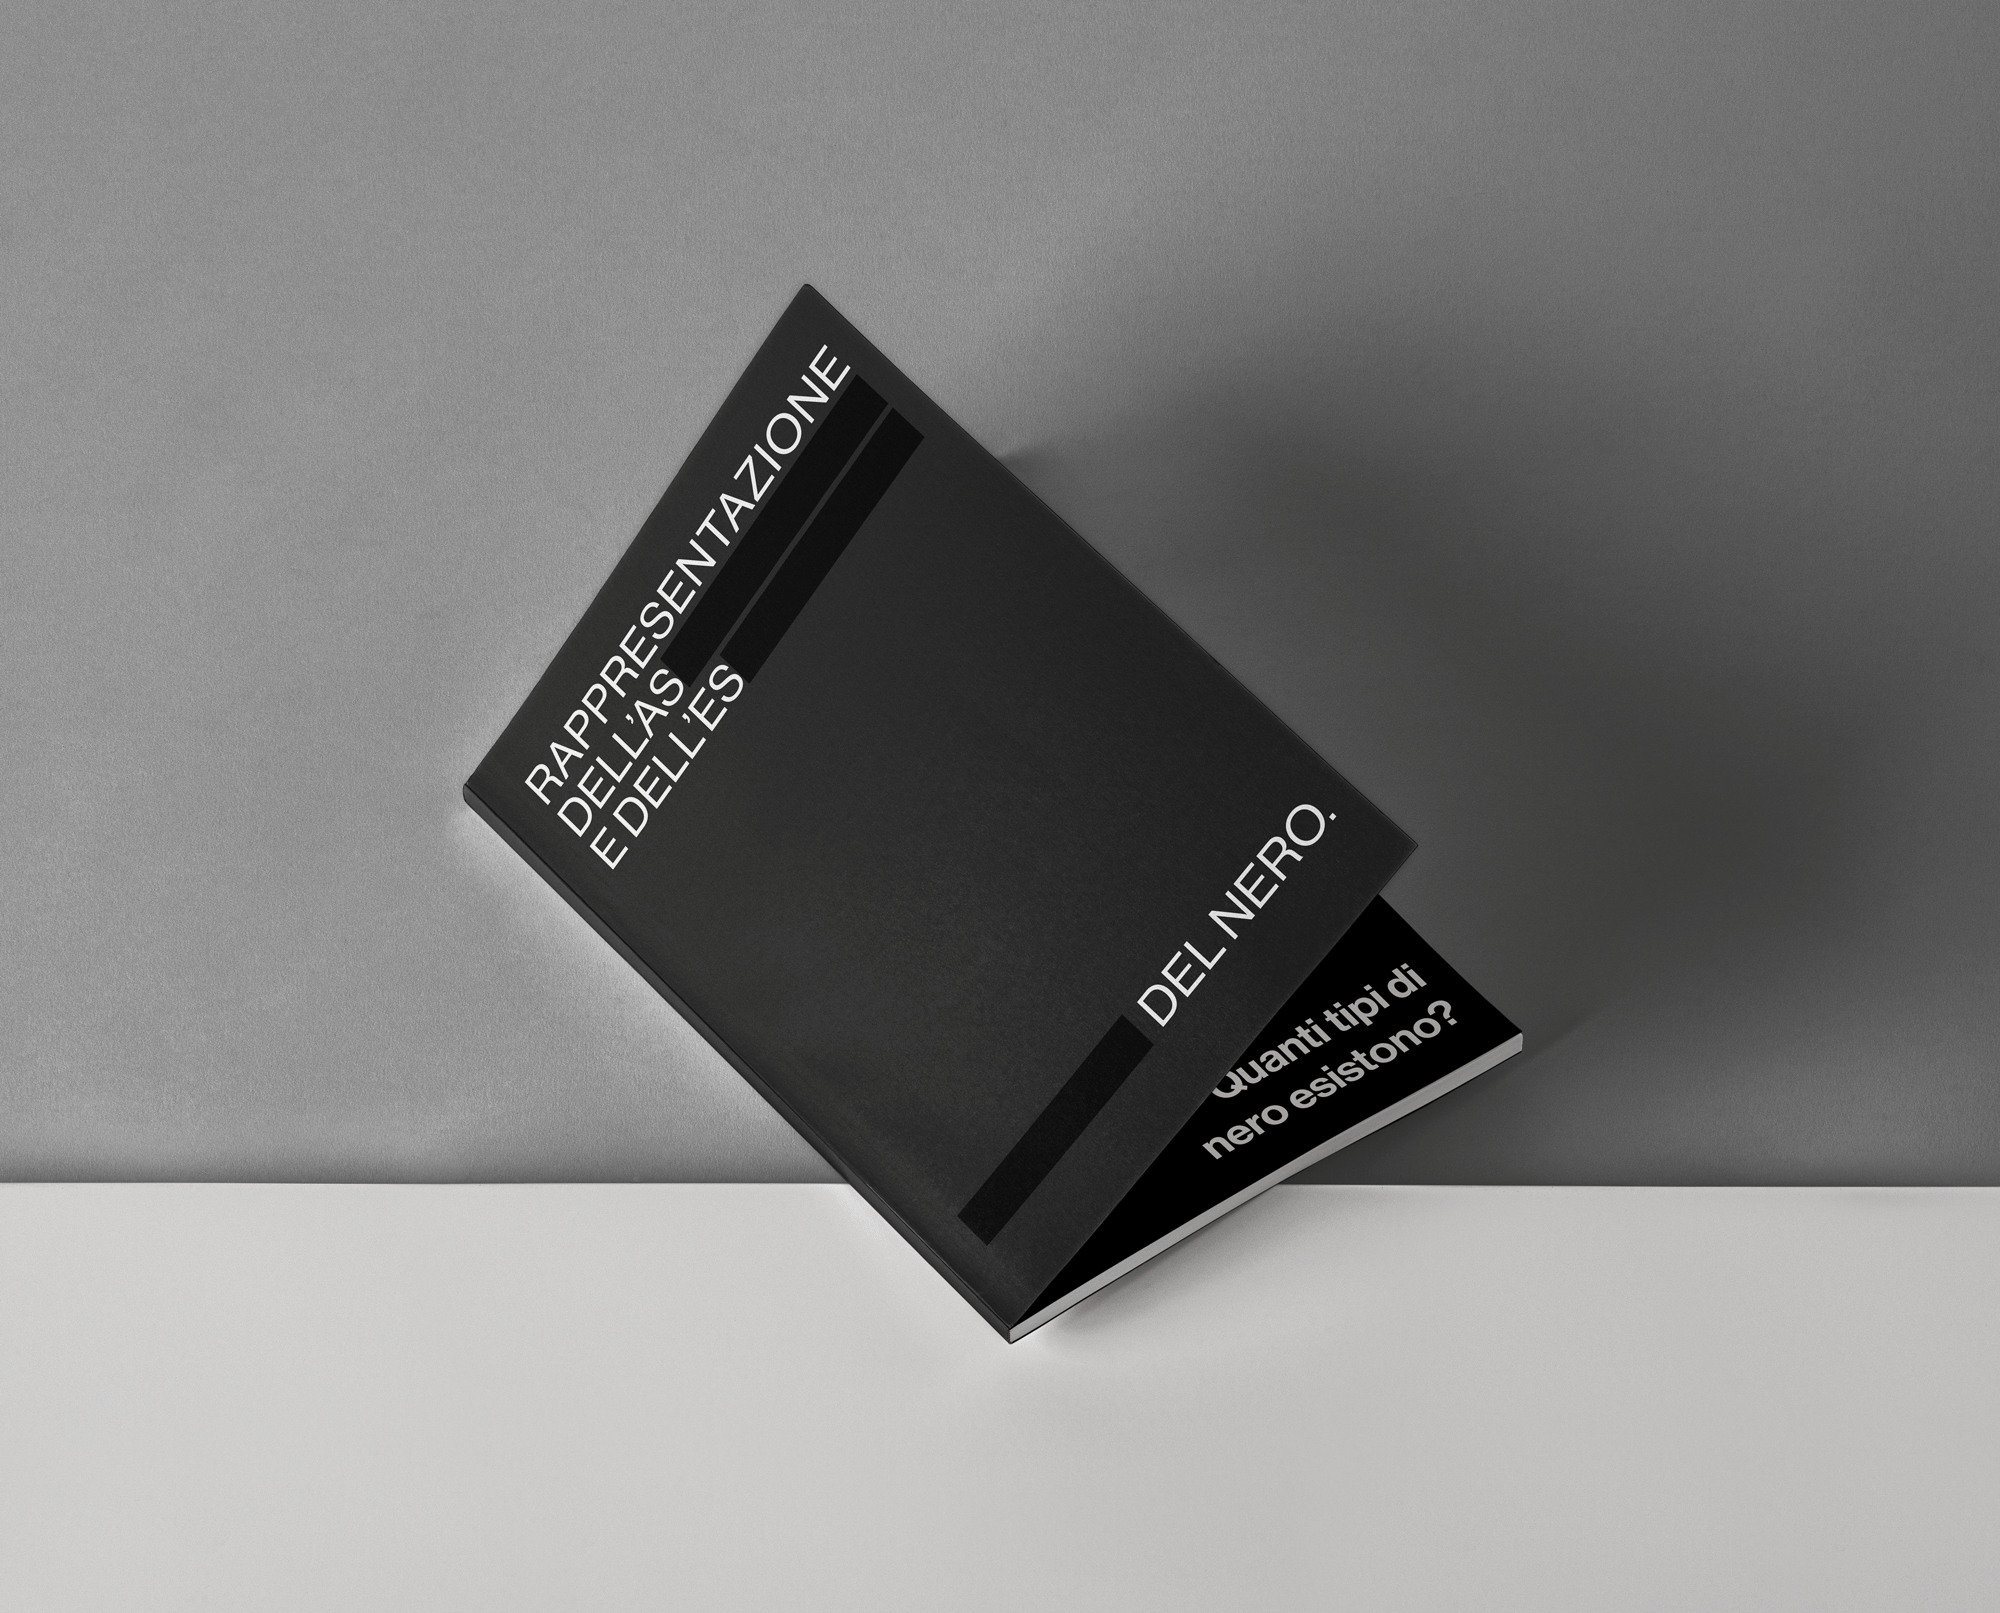 RAPPRESENTAZIONE
DELL'AS
E DELL'ES
DEL NERO.
Quanti tipi di
nero esistono?